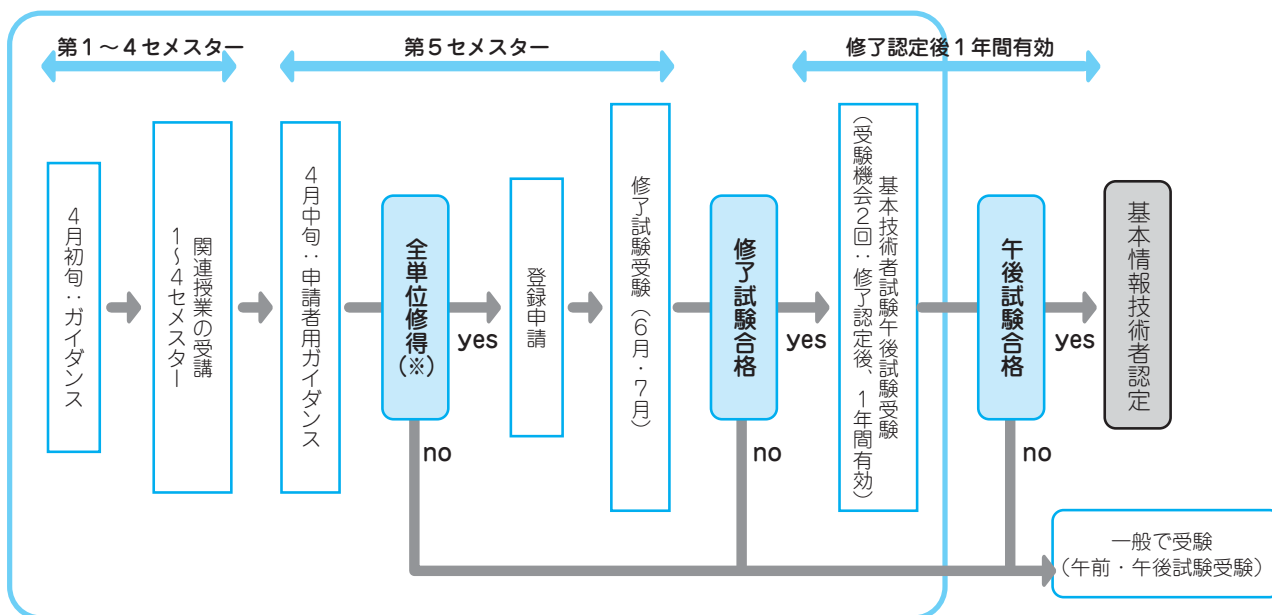 第1～4セメスター
第5セメスター
修了認定後1年間有効
4月初旬：ガイダンス
関連授業の受講
1～4セメスター
4月中旬：申請者用ガイダンス
全単位修得
（※）
yes
no
登録申請
修了試験受験（6月・7月）
修了試験合格
yes
no
基本技術者試験午後試験受験
（受験機会2回：修了認定後、1年間有効）
午後試験合格
yes
no
基本情報技術者認定
一般で受験
（午前・午後試験受験）